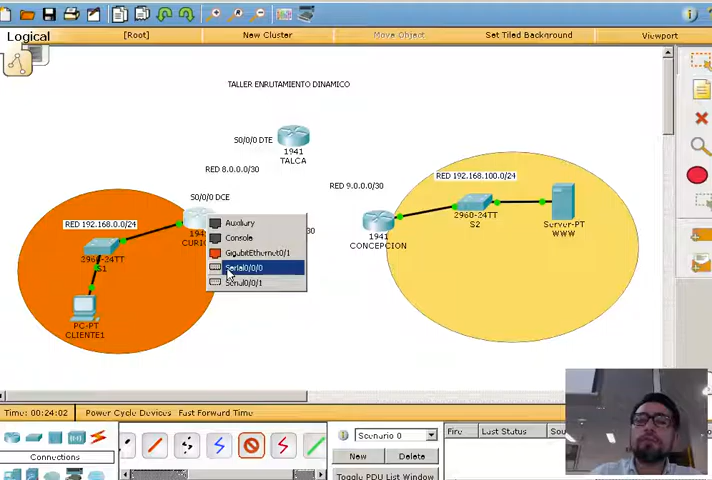 Logical
[Root]
New Cluster
Move Object
Set Tiled Background
Viewport
TALLER ENRUTAMIENTO DINAMICO
S0/0/0 DTE
1941
TALCA
RED 8.0.0.0/30
RED 9.0.0.0/30
RED 192.168.100.0/24
S0/0/0 DCE
RED 192.168.0.0/24
2960-24TT
S1
PC-PT
CLIENTE1
Auxiliary
Console
GigabitEthernet0/1
Serial0/0/0
Serial0/0/1
30
1941
CONCEPCION
2960-24TT
S2
Server-PT
WWW
Time: 00:24:02
Power Cycle Devices
Fast Forward Time
Connections
Scenario 0
New
Delete
Toggle PDU List Window
Fire
Last Status